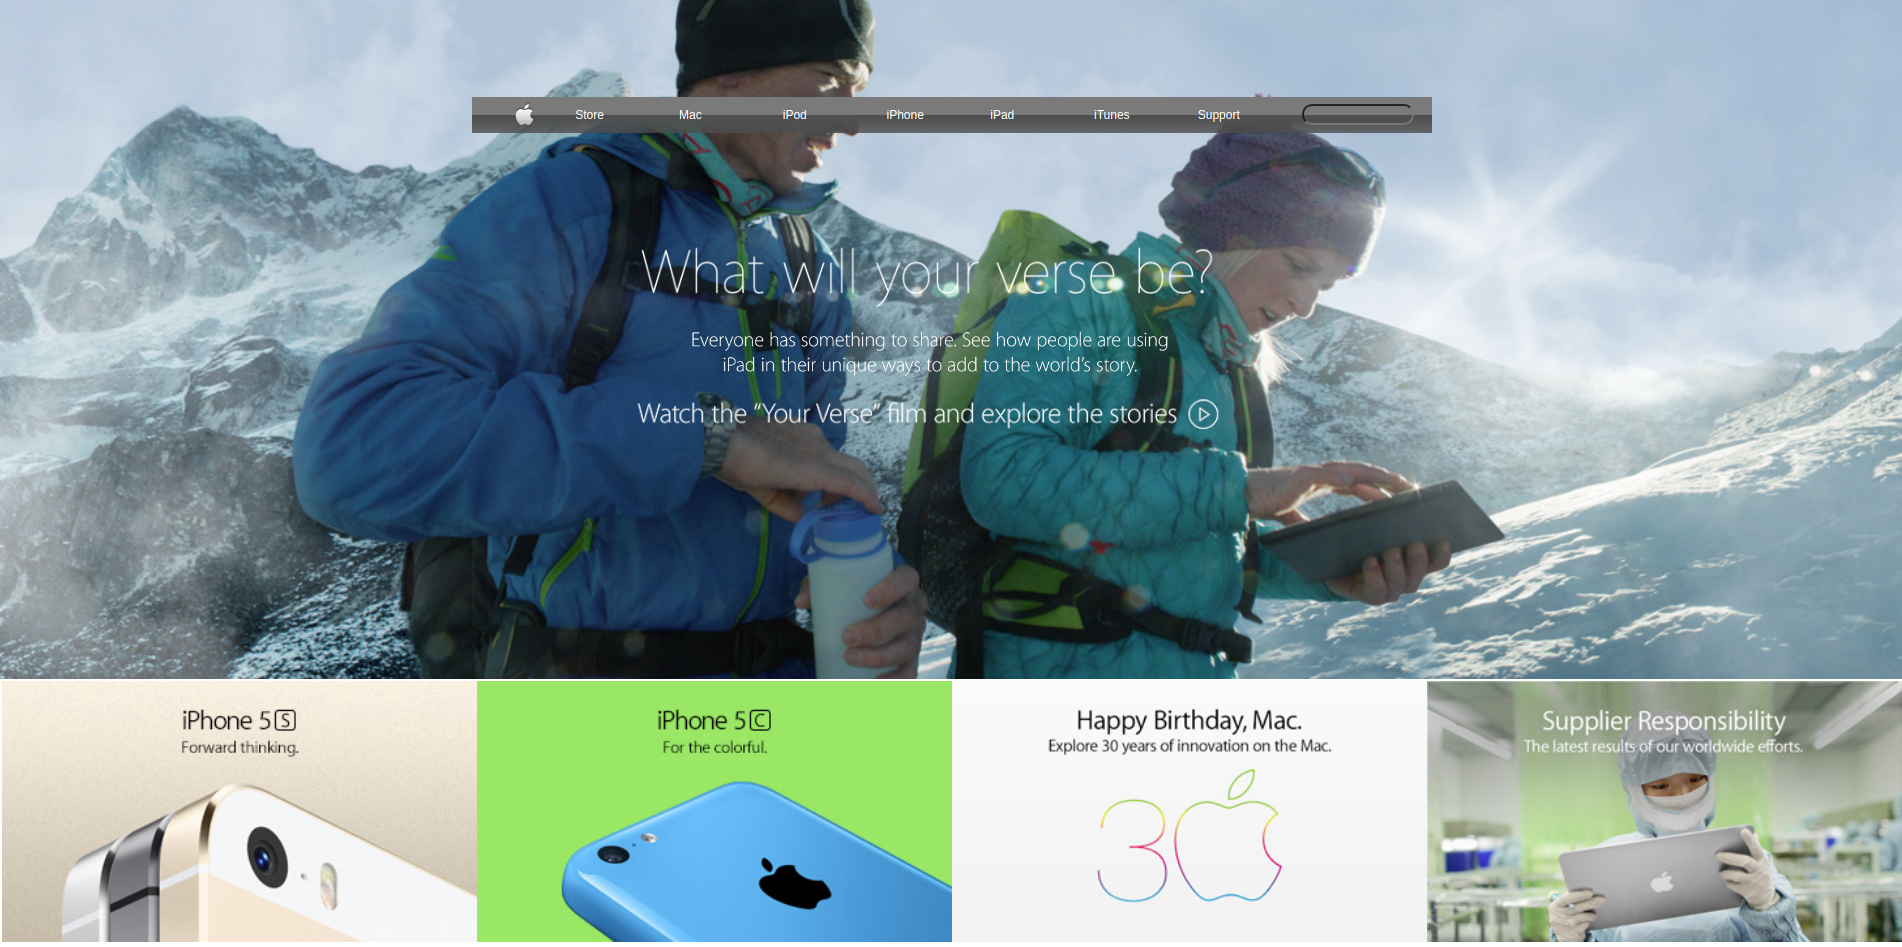 Store Mac iPod iPhone iPad iTunes Support
What will your verse be?
Everyone has something to share. See how people are using
iPad in their unique ways to add to the world's story.
Watch the “Your Verse” film and explore the stories
iPhone 5S
Forward thinking.
iPhone 5C
For the colorful.
Happy Birthday, Mac.
Explore 30 years of innovation on the Mac.
30
Supplier Responsibility
The latest results of our worldwide efforts.